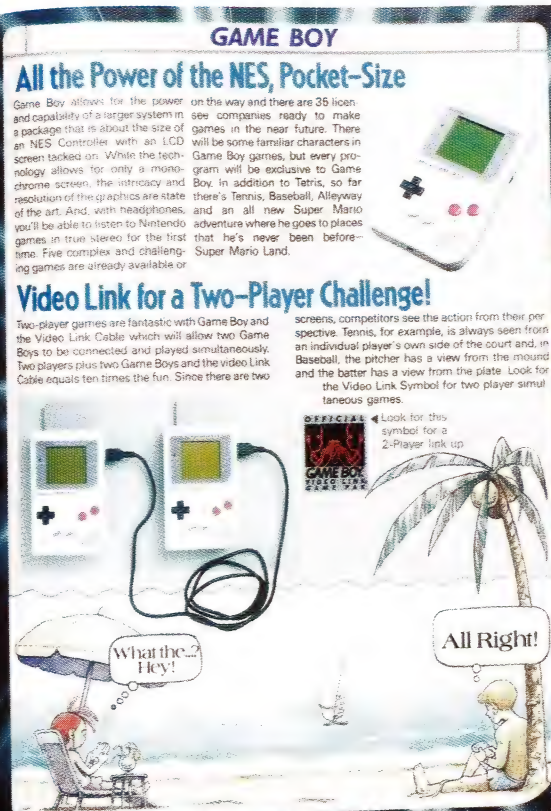 GAME BOY
All the Power of the NES, Pocket-Size
Game Boy allows for the power
and capability of a larger system in
a package that is about the size of
an NES Controller with an LCD
screen tacked on. While the tech-
nology allows for only a mono-
chrome screen, the intricacy and
resolution of the graphics are state
of the art. And, with headphones,
you'll be able to listen to Nintendo
games in true stereo for the first
time. Five complex and challeng-
ing games are already available or
on the way and there are 35 licen-
see companies ready to make
games in the near future. There
will be some familiar characters in
Game Boy games, but every pro-
gram will be exclusive to Game
Boy. In addition to Tetris, so far
there's Tennis, Baseball, Alleyway
and an all new Super Mario
adventure where he goes to places
that he's never been before–
Super Mario Land.
Video Link for a Two-Player Challenge!
Two-player games are fantastic with Game Boy and
the Video Link Cable which will allow two Game
Boys to be connected and played simultaneously.
Two players plus two Game Boys and the video Link
Cable equals ten times the fun. Since there are two
screens, competitors see the action from their per-
spective. Tennis, for example, is always seen from
an individual player's own side of the court and, in
Baseball, the pitcher has a view from the mound
and the batter has a view from the plate. Look for
the Video Link Symbol for two player simul-
taneous games.
OFFICIAL
GAME BOY
VIDEO LINK
GAME PAK
◀ Look for this
symbol for a
2-Player link up
What the..?
Hey!
All Right!